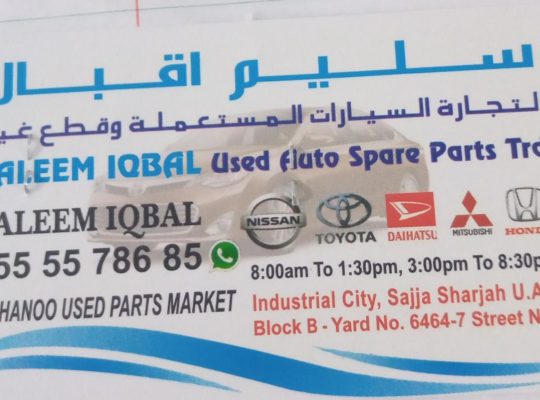 سليم اقبال
لتجارة السيارات المستعملة وقطع غي
ALEEM IQBAL Used Auto Spare Parts Tra
ALEEM IQBAL
NISSAN TOYOTA DAIHATSU MITSUBISHI HOND
55 55 786 85
8:00am To 1:30pm, 3:00pm To 8:30p
HANOO USED PARTS MARKET
Industrial City, Sajja Sharjah U.A
Block B - Yard No. 6464-7 Street N